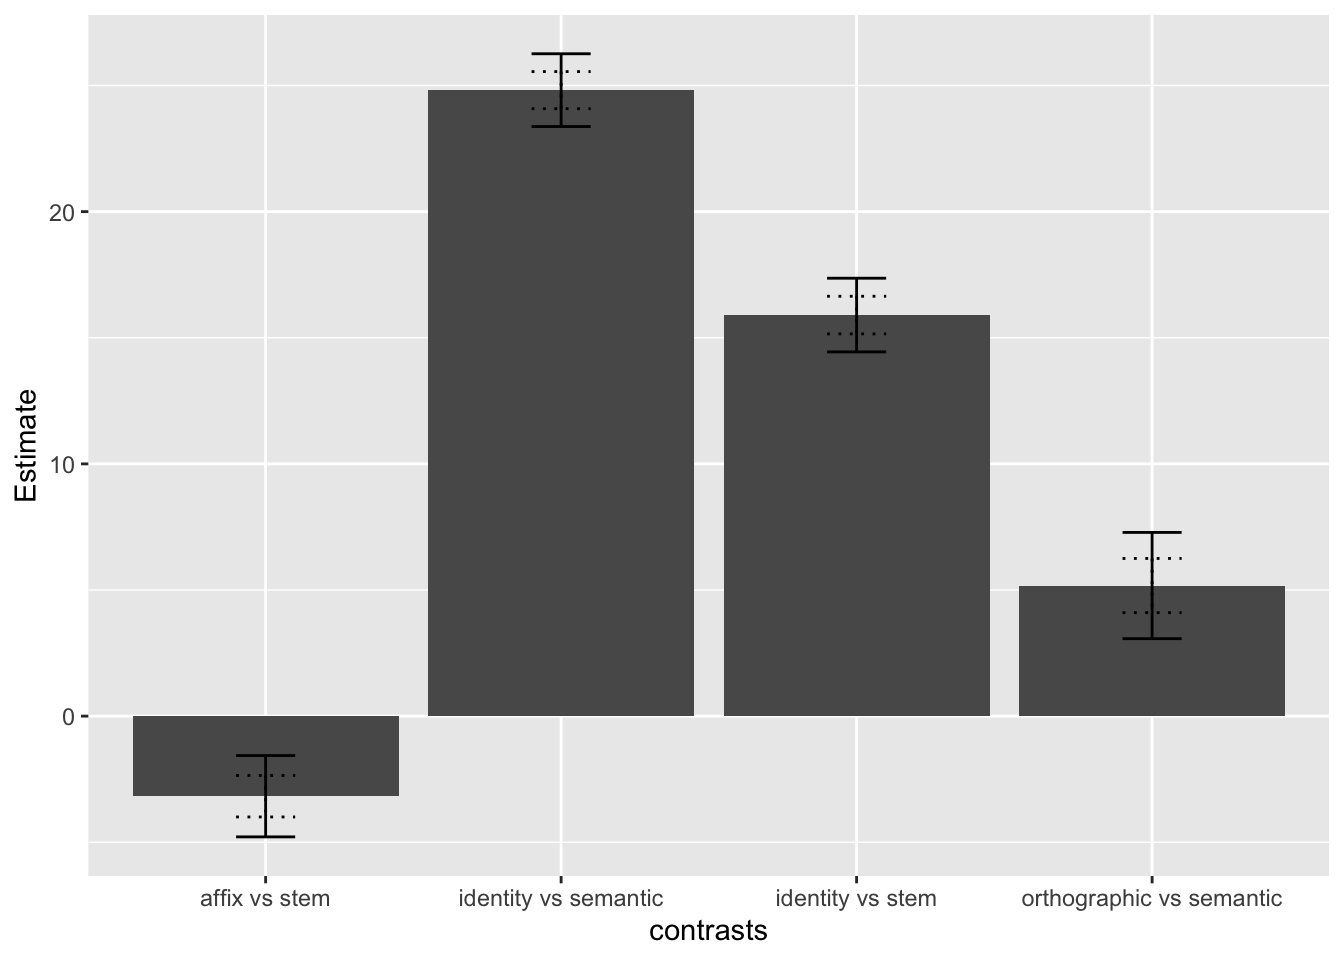 Estimate
20
10
0
affix vs stem
identity vs semantic
identity vs stem
orthographic vs semantic
contrasts